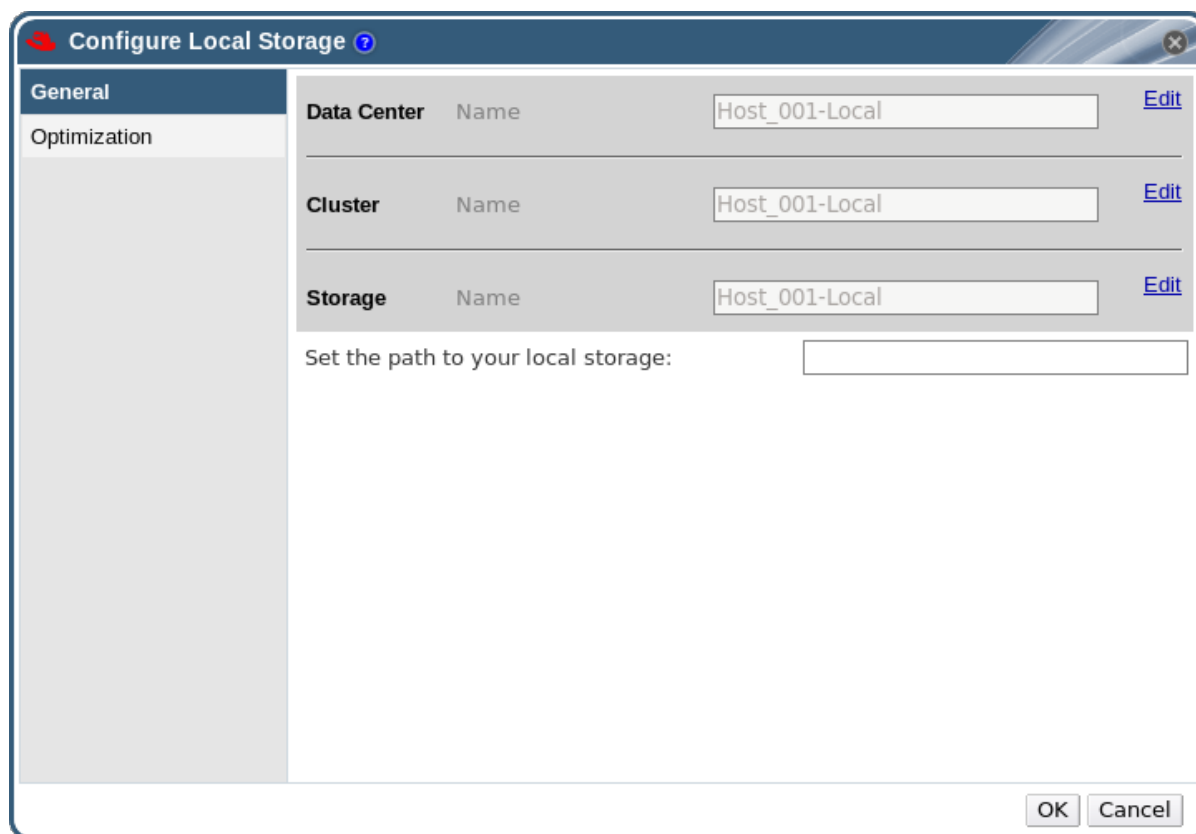 Configure Local Storage ?
General
Optimization
Data Center Name Host_001-Local Edit
Cluster Name Host_001-Local Edit
Storage Name Host_001-Local Edit
Set the path to your local storage:
OK Cancel